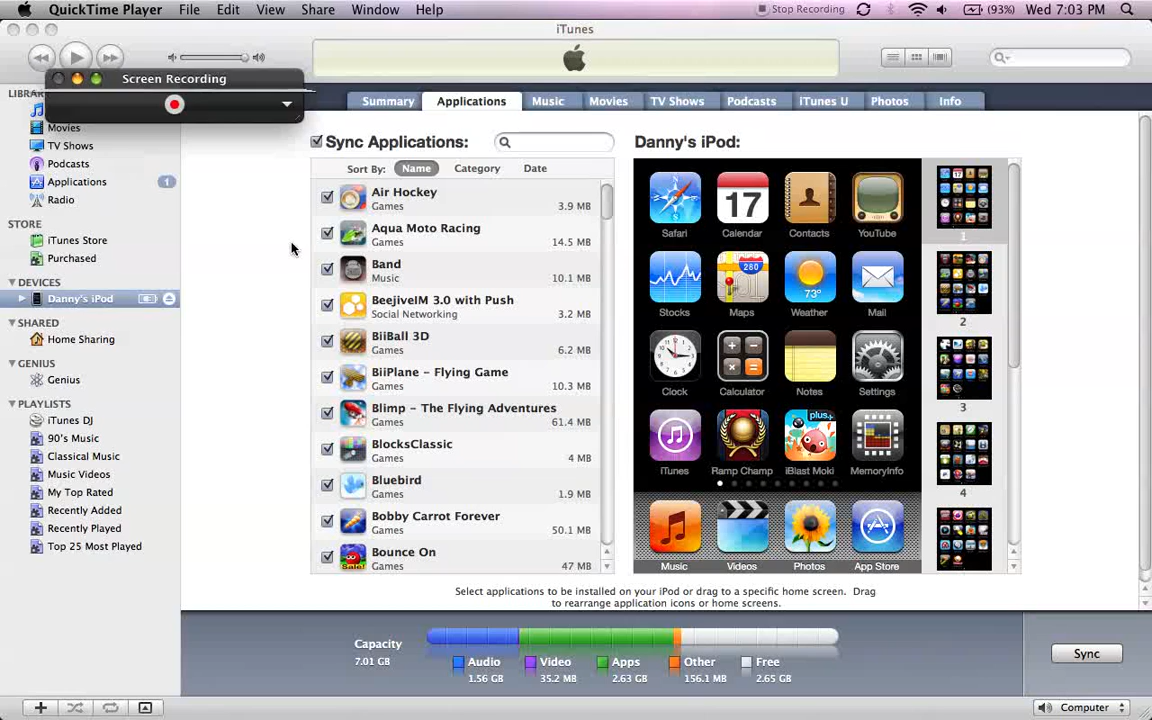 QuickTime Player File Edit View Share Window Help Stop Recording (93%) Wed 7:03 PM
iTunes
Screen Recording
LIBRA
Movies
TV Shows
Podcasts
Applications 1
Radio
STORE
iTunes Store
Purchased
DEVICES
Danny's iPod
SHARED
Home Sharing
GENIUS
Genius
PLAYLISTS
iTunes DJ
90's Music
Classical Music
Music Videos
My Top Rated
Recently Added
Recently Played
Top 25 Most Played
Summary Applications Music Movies TV Shows Podcasts iTunes U Photos Info
Sync Applications:
Sort By: Name Category Date
Air Hockey
Games 3.9 MB
Aqua Moto Racing
Games 14.5 MB
Band
Music 10.1 MB
BeejiveIM 3.0 with Push
Social Networking 3.2 MB
BiiBall 3D
Games 6.2 MB
BiiPlane - Flying Game
Games 10.3 MB
Blimp - The Flying Adventures
Games 61.4 MB
BlocksClassic
Games 4 MB
Bluebird
Games 1.9 MB
Bobby Carrot Forever
Games 50.1 MB
Sale!
Bounce On
Games 47 MB
Danny's iPod:
17 280 73°
Safari Calendar Contacts YouTube
Stocks Maps Weather Mail
Clock Calculator Notes Settings
plus+
iTunes Ramp Champ iBlast Moki MemoryInfo
Music Videos Photos App Store
1
2
3
4
Select applications to be installed on your iPod or drag to a specific home screen. Drag
to rearrange application icons or home screens.
Capacity
7.01 GB
Audio Video Apps Other Free
1.56 GB 35.2 MB 2.63 GB 156.1 MB 2.65 GB
Sync
Computer